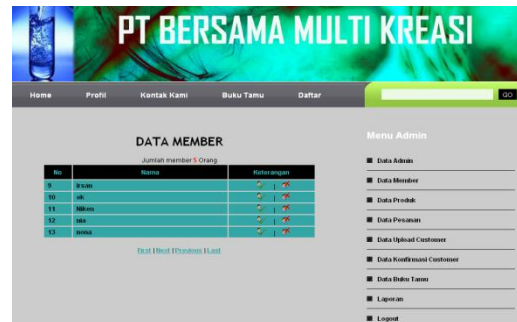 PT BERSAMA MULTI KREASI
Home Profil Kontak Kami Buku Tamu Daftar GO
DATA MEMBER
Jumlah member 5 Orang
No Nama Keterangan
9 irsan |
10 ok |
11 Niken |
12 nia |
13 nona |
First | Next | Previous | Last
Menu Admin
Data Admin
Data Member
Data Produk
Data Pesanan
Data Upload Customer
Data Konfirmasi Customer
Data Buku Tamu
Laporan
Logout